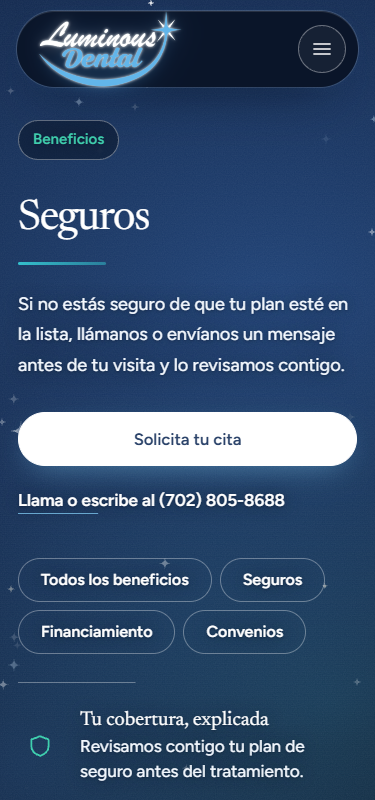 Luminous
Dental
Beneficios
Seguros
Si no estás seguro de que tu plan esté en
la lista, llámanos o envíanos un mensaje
antes de tu visita y lo revisamos contigo.
Solicita tu cita
Llama o escribe al (702) 805-8688
Todos los beneficios
Seguros
Financiamiento
Convenios
Tu cobertura, explicada
Revisamos contigo tu plan de
seguro antes del tratamiento.